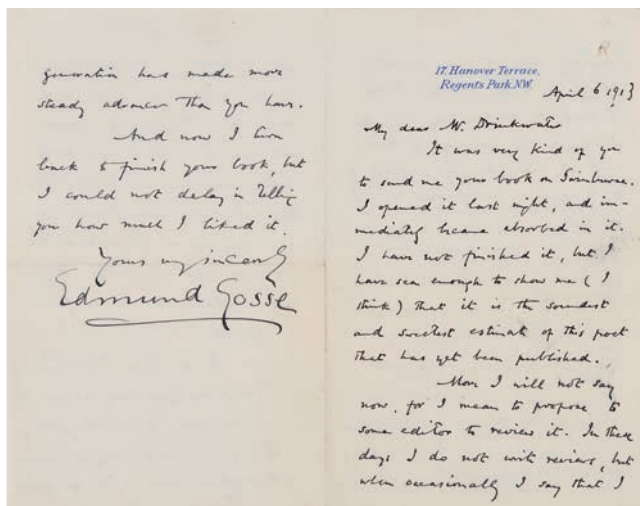 17, Hanover Terrace,
Regents Park, N.W.
April 6 1913
My dear Mr. Drinkwater
It was very kind of you
to send me your book on Swinburne.
I opened it last night, and im-
mediately became absorbed in it.
I have not finished it, but I
have seen enough to show me (I
think) that it is the soundest
and sweetest estimate of this poet
that has yet been published.
More I will not say
now, for I mean to propose to
some editor to review it. In these
days I do not write reviews, but
when occasionally I say that I
generation has made more
steady advance than you have.
And now I turn
back to finish your book, but
I could not delay in telling
you how much I liked it.
Yours very sincerely
Edmund Gosse